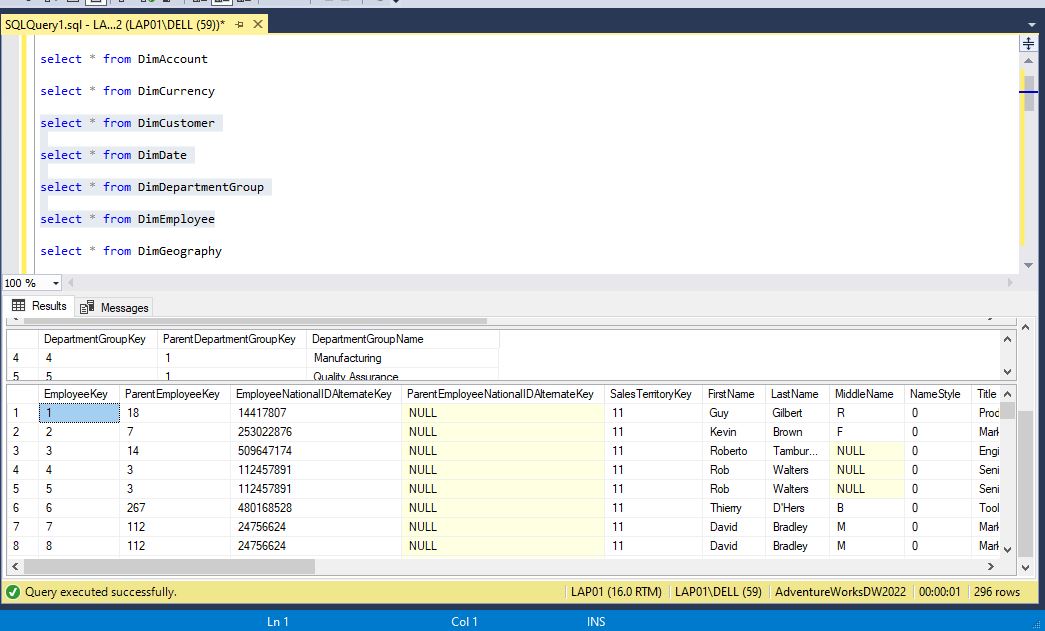 SQLQuery1.sql - LA...2 (LAP01\DELL (59))*
select * from DimAccount
select * from DimCurrency
select * from DimCustomer
select * from DimDate
select * from DimDepartmentGroup
select * from DimEmployee
select * from DimGeography
100 %
Results Messages
DepartmentGroupKey ParentDepartmentGroupKey DepartmentGroupName
4 4 1 Manufacturing
5 5 1 Quality Assurance
EmployeeKey ParentEmployeeKey EmployeeNationalIDAlternateKey ParentEmployeeNationalIDAlternateKey SalesTerritoryKey FirstName LastName MiddleName NameStyle Title
1 1 18 14417807 NULL 11 Guy Gilbert R 0 Prod
2 2 7 253022876 NULL 11 Kevin Brown F 0 Mark
3 3 14 509647174 NULL 11 Roberto Tambur... NULL 0 Engi
4 4 3 112457891 NULL 11 Rob Walters NULL 0 Seni
5 5 3 112457891 NULL 11 Rob Walters NULL 0 Seni
6 6 267 480168528 NULL 11 Thierry D'Hers B 0 Tool
7 7 112 24756624 NULL 11 David Bradley M 0 Mark
8 8 112 24756624 NULL 11 David Bradley M 0 Mark
Query executed successfully. LAP01 (16.0 RTM) LAP01\DELL (59) AdventureWorksDW2022 00:00:01 296 rows
Ln 1 Col 1 INS